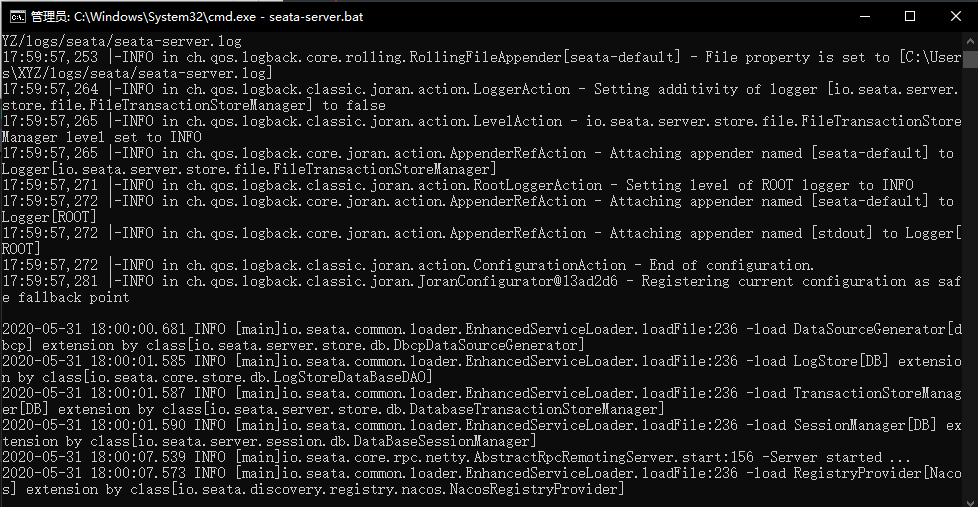 管理员: C:\Windows\System32\cmd.exe - seata-server.bat
YZ/logs/seata/seata-server.log
17:59:57,253 |-INFO in ch.qos.logback.core.rolling.RollingFileAppender[seata-default] - File property is set to [C:\User
s\XYZ/logs/seata/seata-server.log]
17:59:57,264 |-INFO in ch.qos.logback.classic.joran.action.LoggerAction - Setting additivity of logger [io.seata.server.
store.file.FileTransactionStoreManager] to false
17:59:57,265 |-INFO in ch.qos.logback.classic.joran.action.LevelAction - io.seata.server.store.file.FileTransactionStore
Manager level set to INFO
17:59:57,265 |-INFO in ch.qos.logback.core.joran.action.AppenderRefAction - Attaching appender named [seata-default] to
Logger[io.seata.server.store.file.FileTransactionStoreManager]
17:59:57,271 |-INFO in ch.qos.logback.classic.joran.action.RootLoggerAction - Setting level of ROOT logger to INFO
17:59:57,272 |-INFO in ch.qos.logback.core.joran.action.AppenderRefAction - Attaching appender named [seata-default] to
Logger[ROOT]
17:59:57,272 |-INFO in ch.qos.logback.core.joran.action.AppenderRefAction - Attaching appender named [stdout] to Logger[
ROOT]
17:59:57,272 |-INFO in ch.qos.logback.classic.joran.action.ConfigurationAction - End of configuration.
17:59:57,281 |-INFO in ch.qos.logback.classic.joran.JoranConfigurator@13ad2d6 - Registering current configuration as saf
e fallback point
2020-05-31 18:00:00.681 INFO [main]io.seata.common.loader.EnhancedServiceLoader.loadFile:236 -load DataSourceGenerator[d
bcp] extension by class[io.seata.server.store.db.DbcpDataSourceGenerator]
2020-05-31 18:00:01.585 INFO [main]io.seata.common.loader.EnhancedServiceLoader.loadFile:236 -load LogStore[DB] extensio
n by class[io.seata.core.store.db.LogStoreDataBaseDAO]
2020-05-31 18:00:01.587 INFO [main]io.seata.common.loader.EnhancedServiceLoader.loadFile:236 -load TransactionStoreManag
er[DB] extension by class[io.seata.server.store.db.DatabaseTransactionStoreManager]
2020-05-31 18:00:01.590 INFO [main]io.seata.common.loader.EnhancedServiceLoader.loadFile:236 -load SessionManager[DB] ex
tension by class[io.seata.server.session.db.DataBaseSessionManager]
2020-05-31 18:00:07.539 INFO [main]io.seata.core.rpc.netty.AbstractRpcRemotingServer.start:156 -Server started ...
2020-05-31 18:00:07.573 INFO [main]io.seata.common.loader.EnhancedServiceLoader.loadFile:236 -load RegistryProvider[Naco
s] extension by class[io.seata.discovery.registry.nacos.NacosRegistryProvider]